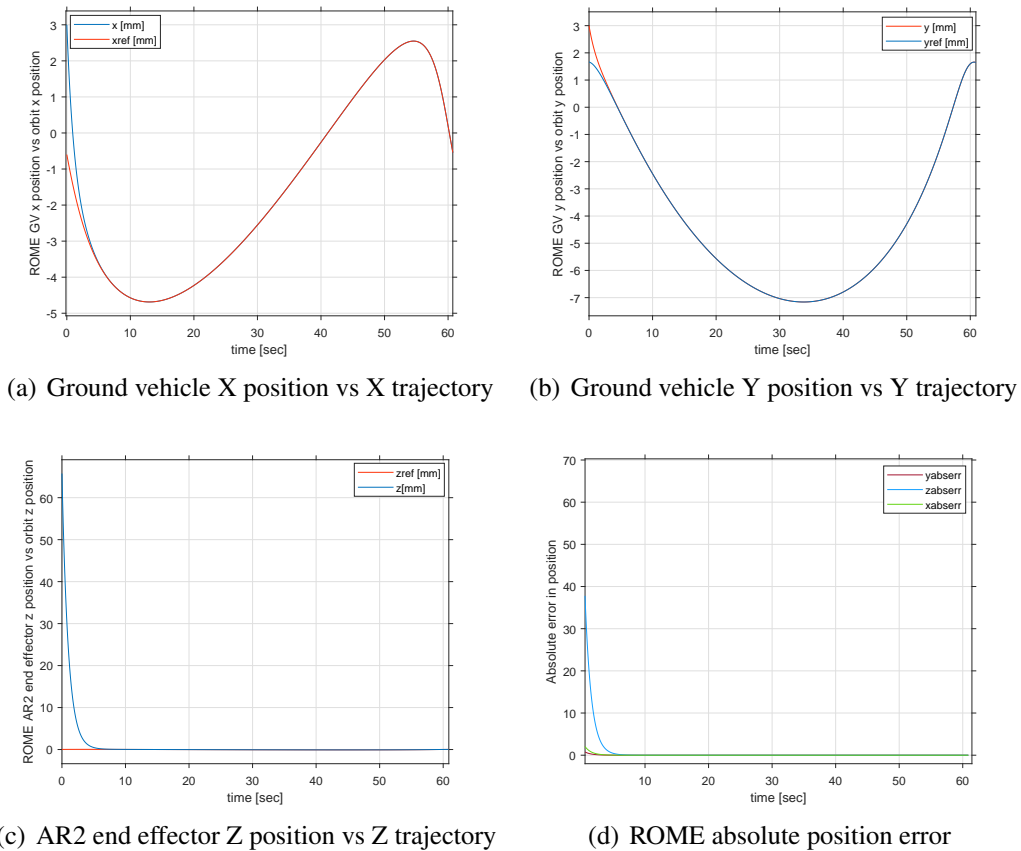 x [mm]
xref [mm]
3
2
1
0
-1
-2
-3
-4
-5
0 10 20 30 40 50 60
time [sec]
ROME GV x position vs orbit x position
(a) Ground vehicle X position vs X trajectory
y [mm]
yref [mm]
3
2
1
0
-1
-2
-3
-4
-5
-6
-7
0 10 20 30 40 50 60
time [sec]
ROME GV y position vs orbit y position
(b) Ground vehicle Y position vs Y trajectory
zref [mm]
z[mm]
60
50
40
30
20
10
0
0 10 20 30 40 50 60
time [sec]
ROME AR2 end effector z position vs orbit z position
(c) AR2 end effector Z position vs Z trajectory
yabserr
zabserr
xabserr
70
60
50
40
30
20
10
0
10 20 30 40 50 60
time [sec]
Absolute error in position
(d) ROME absolute position error